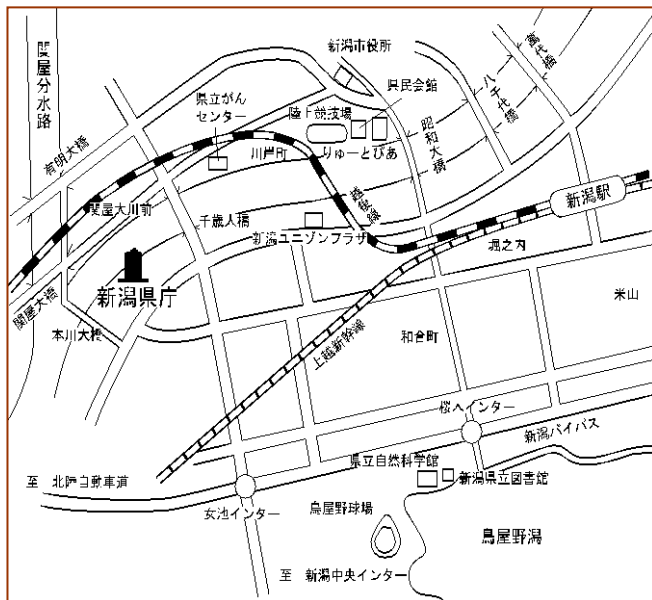 関屋分水路
新潟市役所
萬代橋
八千代橋
県立がん
センター
陸上競技場
県民会館
昭和大橋
有明大橋
川岸町
りゅーとぴあ
越後線
新潟駅
関屋大川前
千歳大橋
新潟ユニゾンプラザ
堀之内
新潟県庁
関屋大橋
本川大橋
上越新幹線
和合町
米山
桜木インター
新潟バイパス
至 北陸自動車道
県立自然科学館
新潟県立図書館
女池インター
鳥屋野球場
鳥屋野潟
至 新潟中央インター